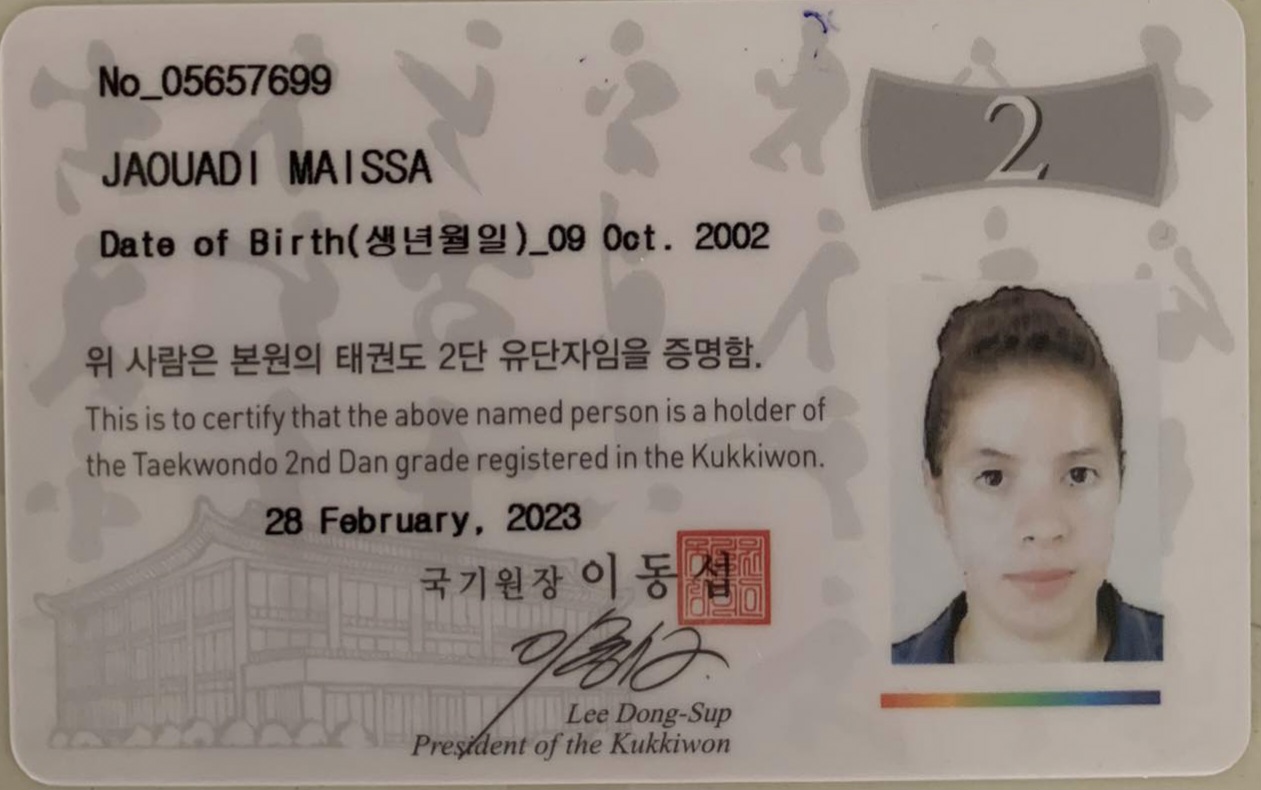 No_05657699
2
JAOUADI MAISSA
Date of Birth(생년월일)_09 Oct. 2002
위 사람은 본원의 태권도 2단 유단자임을 증명함.
This is to certify that the above named person is a holder of
the Taekwondo 2nd Dan grade registered in the Kukkiwon.
28 February, 2023
국기원장 이동섭
Lee Dong-Sup
President of the Kukkiwon